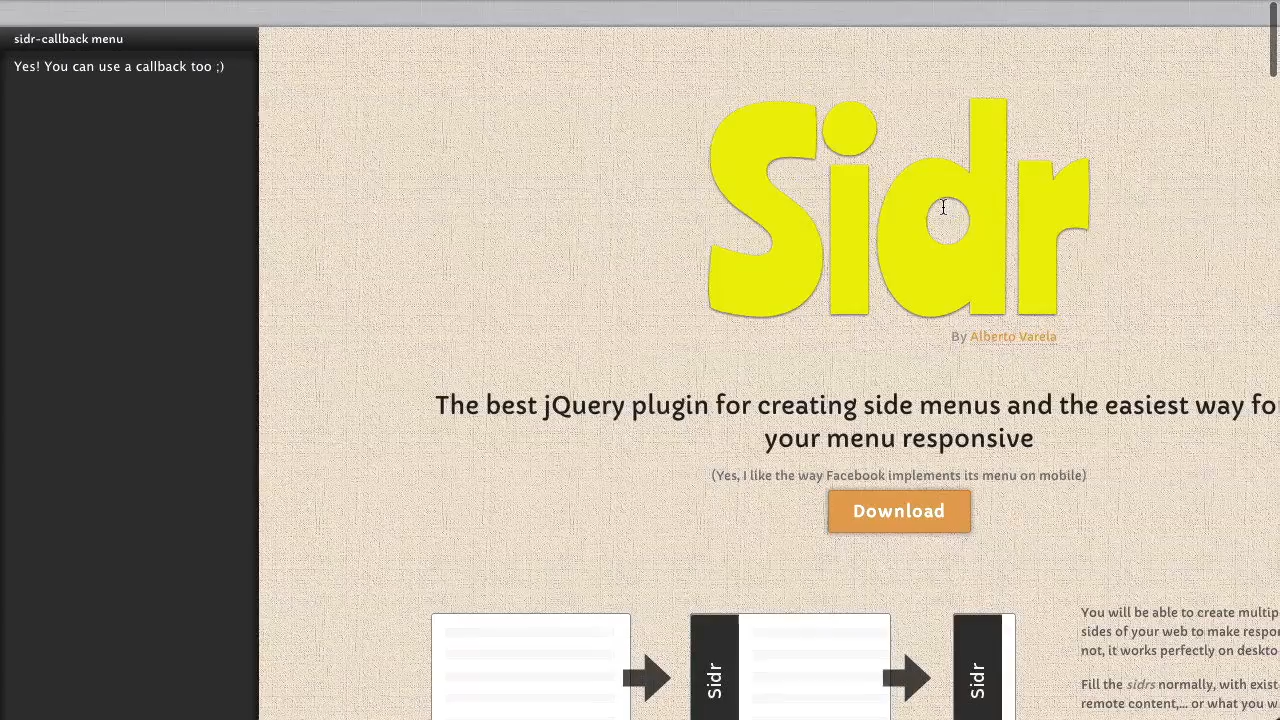 sidr-callback menu
Yes! You can use a callback too ;)
Sidr
By Alberto Varela
The best jQuery plugin for creating side menus and the easiest way fo
your menu responsive
(Yes, I like the way Facebook implements its menu on mobile)
Download
You will be able to create multip
sides of your web to make respon
not, it works perfectly on deskto
Fill the sidrs normally, with exist
remote content,... or what you w
Sidr
Sidr